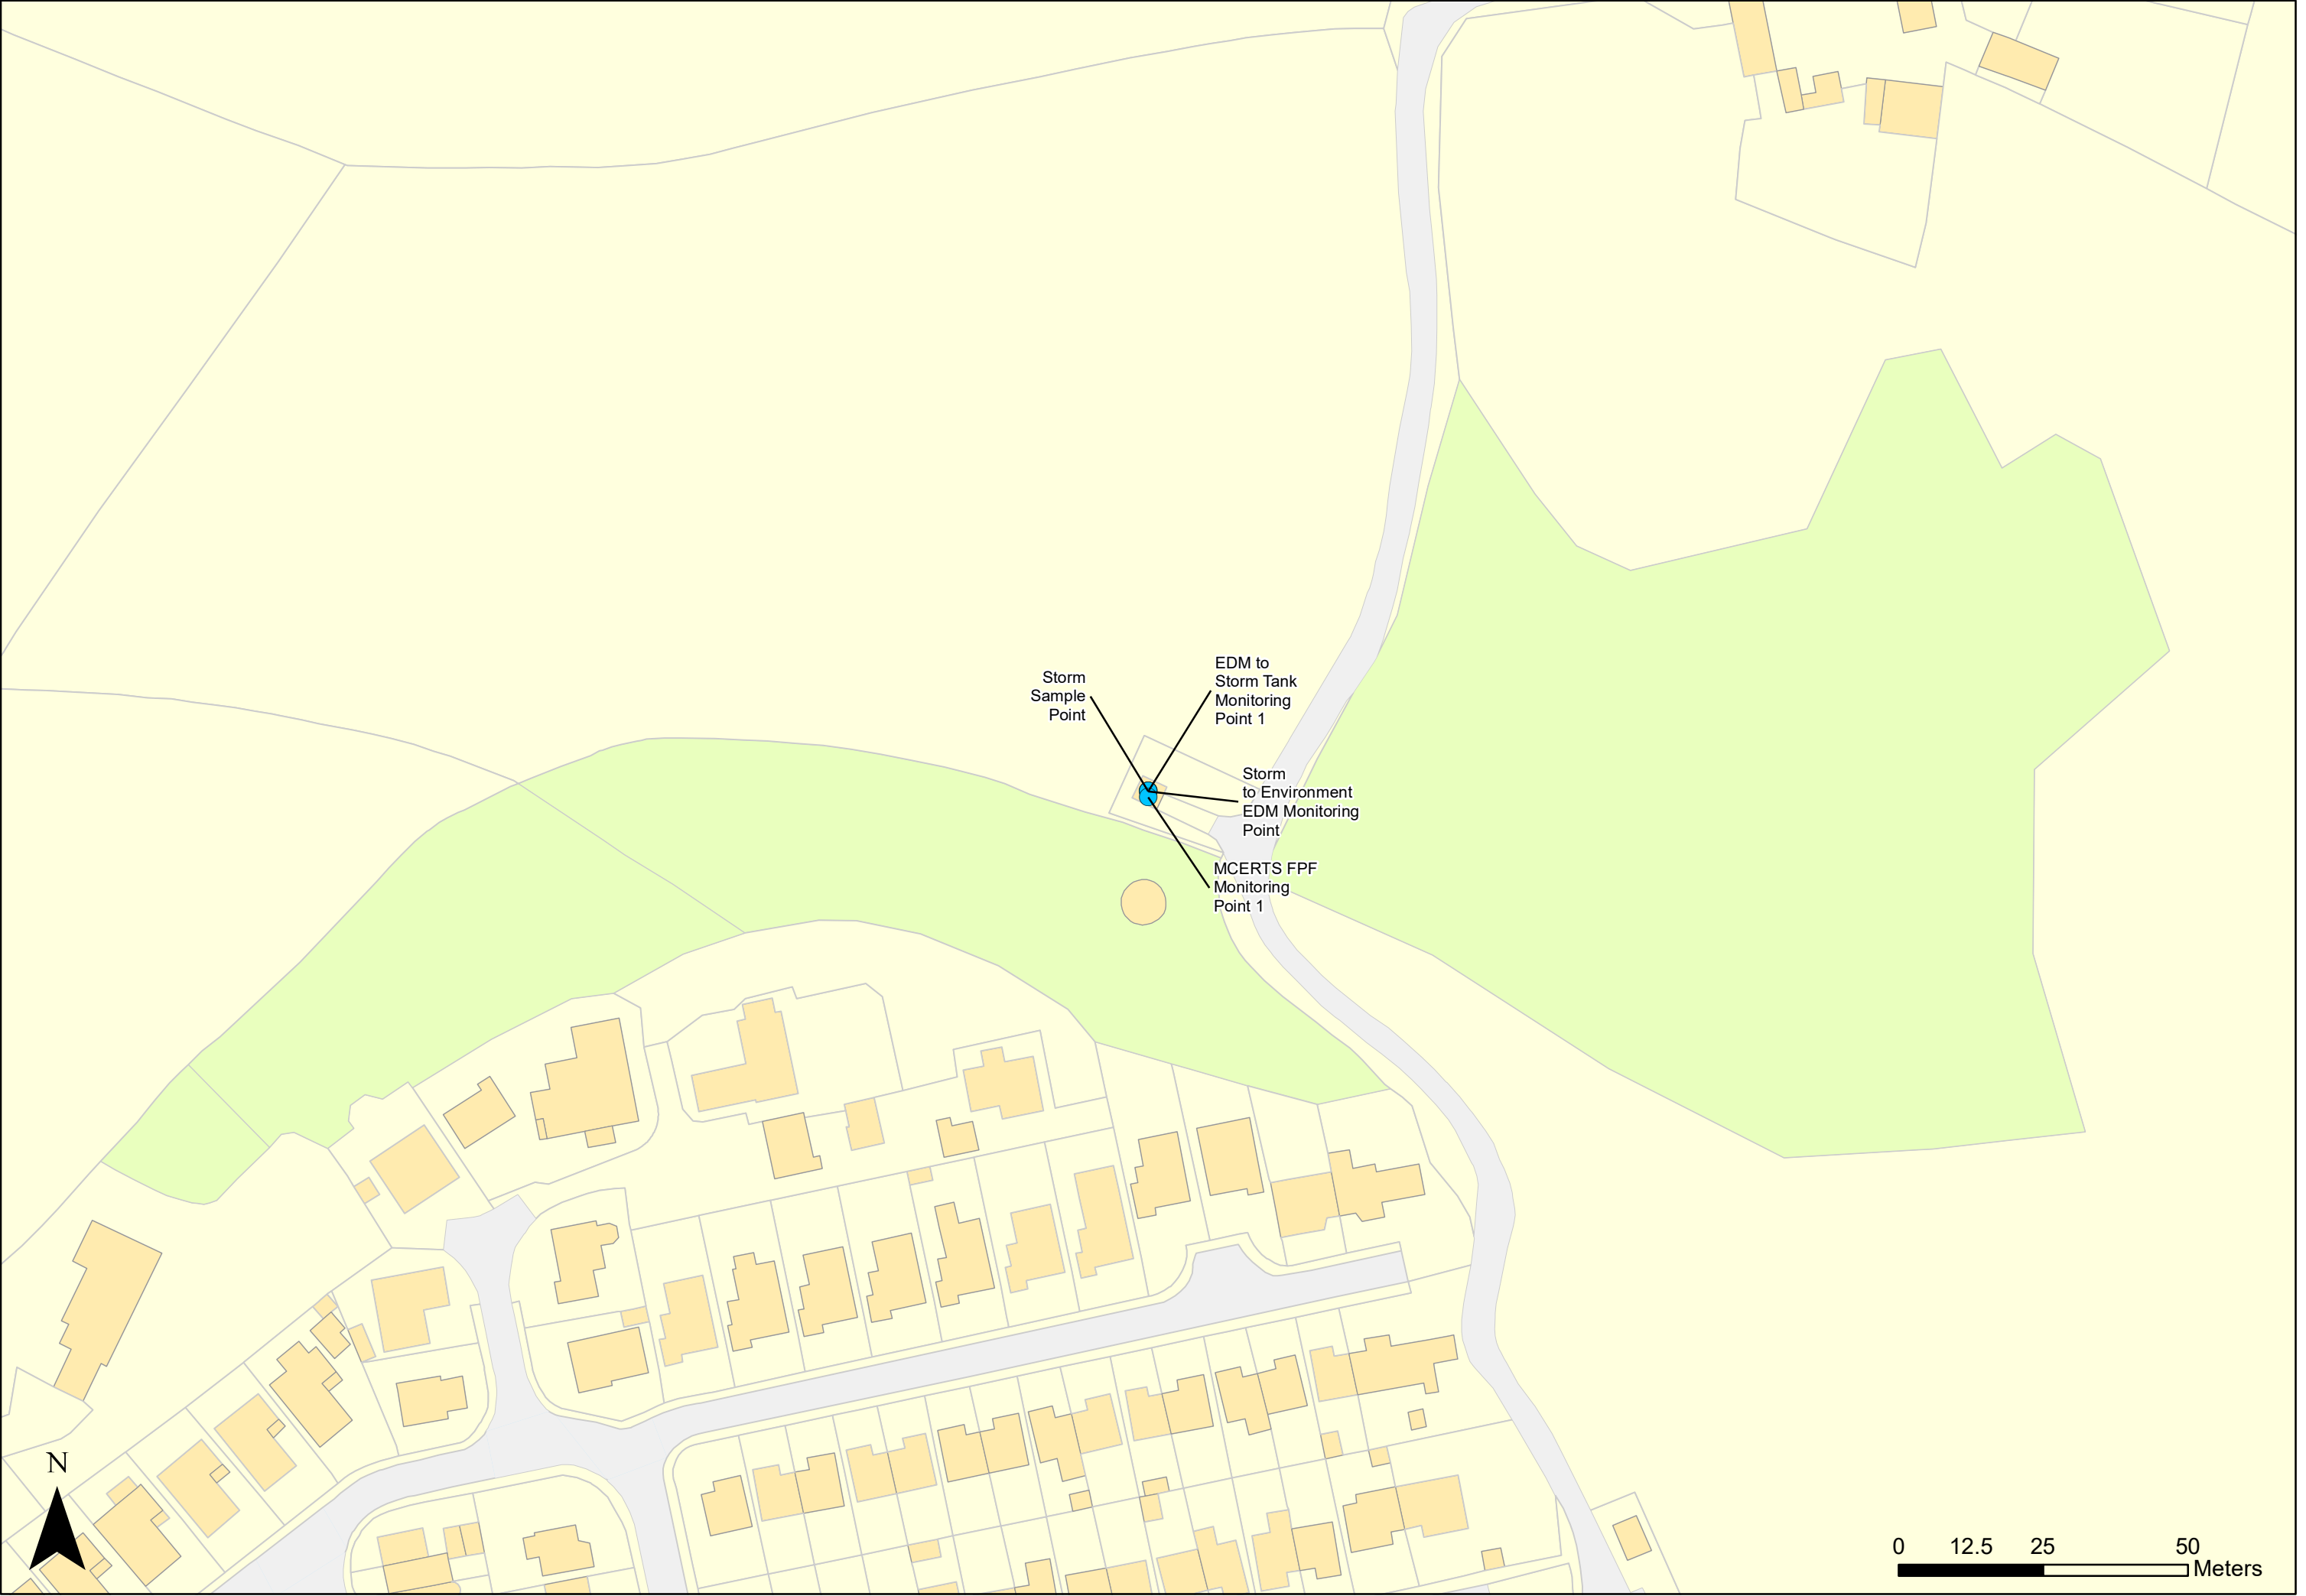 EDM to
Storm Tank
Monitoring
Point 1
Storm
Sample
Point
Storm
to Environment
EDM Monitoring
Point
MCERTS FPF
Monitoring
Point 1
N
0 12.5 25 50
Meters